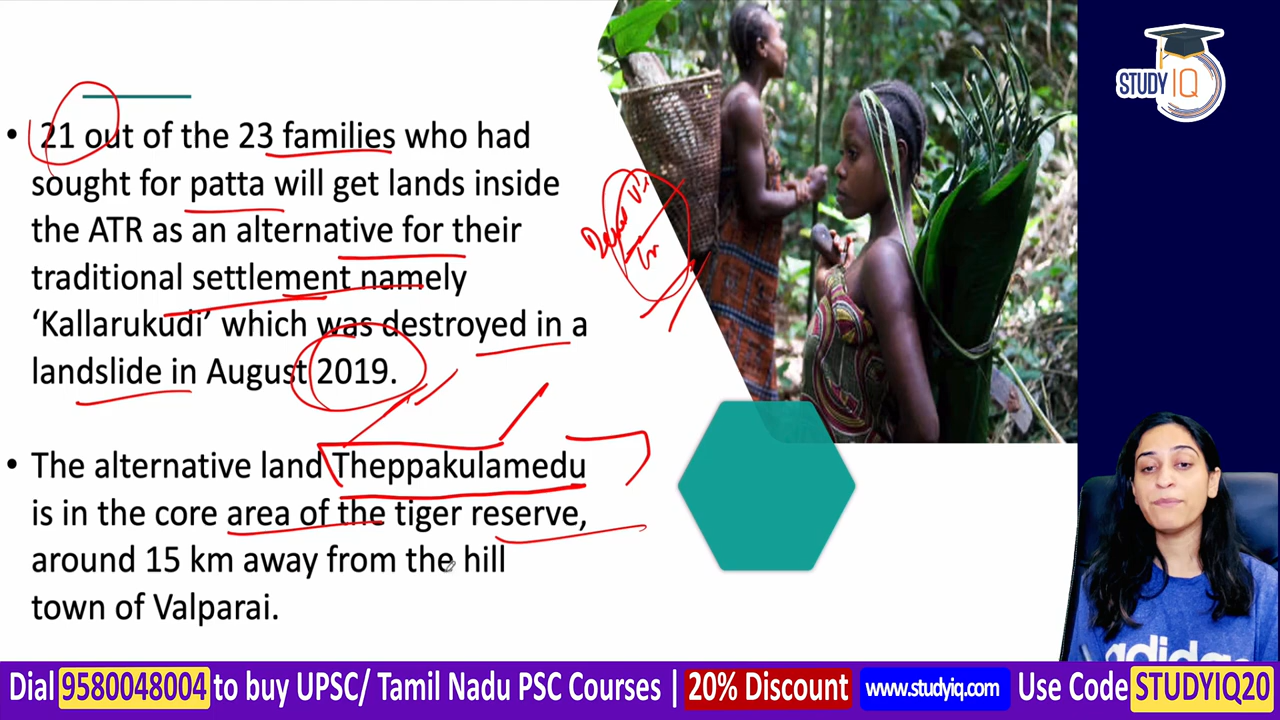 21 out of the 23 families who had
sought for patta will get lands inside
the ATR as an alternative for their
traditional settlement namely
‘Kallarukudi’ which was destroyed in a
landslide in August 2019.
The alternative land Theppakulamedu
is in the core area of the tiger reserve,
around 15 km away from the hill
town of Valparai.
STUDY IQ
adidas
Dial 9580048004 to buy UPSC/ Tamil Nadu PSC Courses | 20% Discount www.studyiq.com Use Code STUDYIQ20